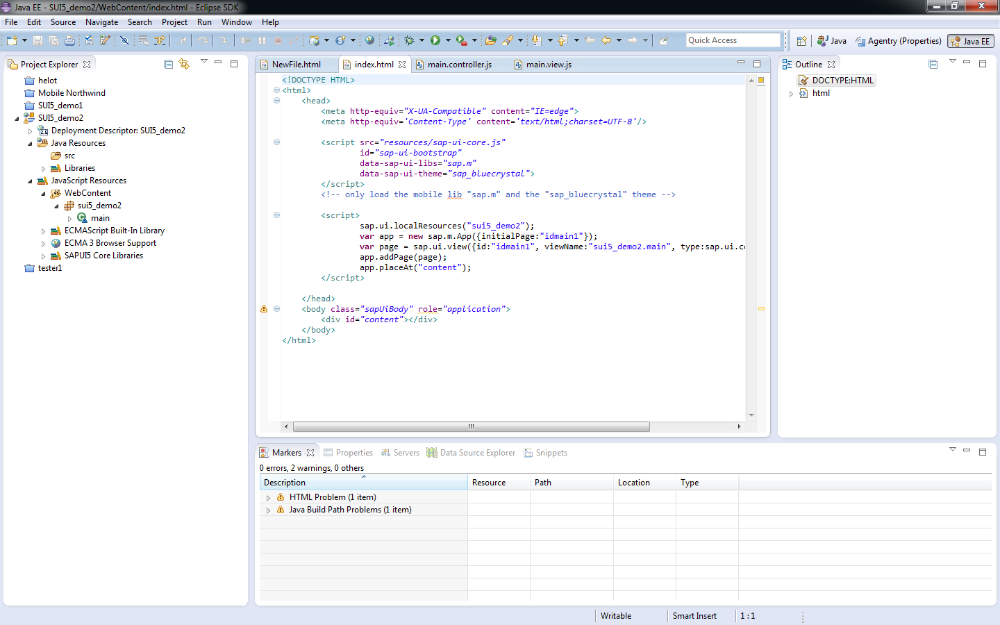 Java EE - SUI5_demo2/WebContent/index.html - Eclipse SDK
File Edit Source Navigate Search Project Run Window Help
Quick Access
Java
Agentry (Properties)
Java EE
Project Explorer
helot
Mobile Northwind
SUI5_demo1
SUI5_demo2
Deployment Descriptor: SUI5_demo2
Java Resources
src
Libraries
JavaScript Resources
WebContent
sui5_demo2
main
ECMAScript Built-In Library
ECMA 3 Browser Support
SAPUI5 Core Libraries
tester1
NewFile.html
index.html
main.controller.js
main.view.js
<!DOCTYPE HTML>
<html>
<head>
<meta http-equiv="X-UA-Compatible" content="IE=edge">
<meta http-equiv='Content-Type' content='text/html;charset=UTF-8'/>
<script src="resources/sap-ui-core.js"
id="sap-ui-bootstrap"
data-sap-ui-libs="sap.m"
data-sap-ui-theme="sap_bluecrystal">
</script>
<!-- only load the mobile lib "sap.m" and the "sap_bluecrystal" theme -->
<script>
sap.ui.localResources("sui5_demo2");
var app = new sap.m.App({initialPage:"idmain1"});
var page = sap.ui.view({id:"idmain1", viewName:"sui5_demo2.main", type:sap.ui.co
app.addPage(page);
app.placeAt("content");
</script>
</head>
<body class="sapUiBody" role="application">
<div id="content"></div>
</body>
</html>
Outline
DOCTYPE:HTML
html
Markers
Properties
Servers
Data Source Explorer
Snippets
0 errors, 2 warnings, 0 others
Description Resource Path Location Type
HTML Problem (1 item)
Java Build Path Problems (1 item)
Writable
Smart Insert
1 : 1